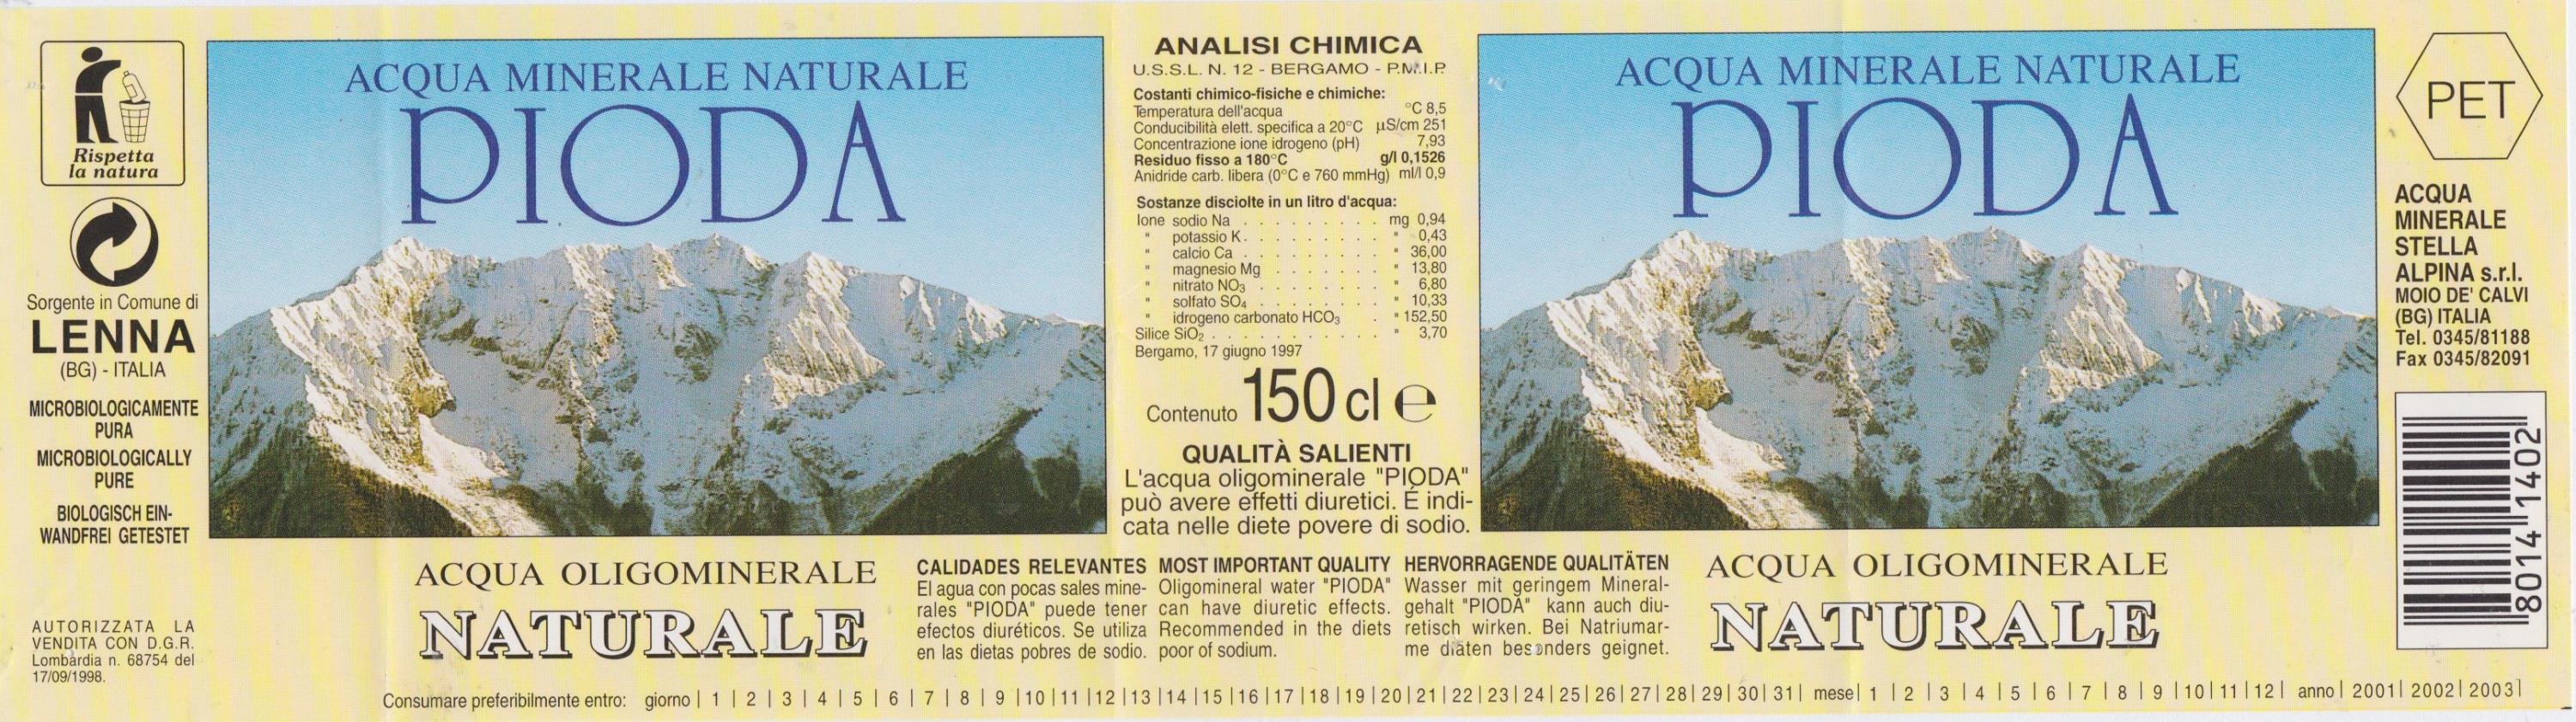 Rispetta
la natura
Sorgente in Comune di
LENNA
(BG) - ITALIA
MICROBIOLOGICAMENTE
PURA
MICROBIOLOGICALLY
PURE
BIOLOGISCH EIN-
WANDFREI GETESTET
AUTORIZZATA LA
VENDITA CON D.G.R.
Lombardia n. 68754 del
17/09/1998.
ACQUA MINERALE NATURALE
PIODA
ACQUA OLIGOMINERALE
NATURALE
ANALISI CHIMICA
U.S.S.L. N. 12 - BERGAMO - P.M.I.P.
Costanti chimico-fisiche e chimiche:
Temperatura dell'acqua °C 8,5
Conducibilità elett. specifica a 20°C µS/cm 251
Concentrazione ione idrogeno (pH) 7,93
Residuo fisso a 180°C g/l 0,1526
Anidride carb. libera (0°C e 760 mmHg) ml/l 0,9
Sostanze disciolte in un litro d'acqua:
Ione sodio Na . . . . . . . . . . mg 0,94
" potassio K . . . . . . . . . " 0,43
" calcio Ca . . . . . . . . . " 36,00
" magnesio Mg . . . . . . . " 13,80
" nitrato NO₃ . . . . . . . . " 6,80
" solfato SO₄ . . . . . . . . " 10,33
" idrogeno carbonato HCO₃ . " 152,50
Silice SiO₂ . . . . . . . . . . . " 3,70
Bergamo, 17 giugno 1997
Contenuto 150 cl ℮
QUALITÀ SALIENTI
L'acqua oligominerale "PIODA"
può avere effetti diuretici. É indi-
cata nelle diete povere di sodio.
CALIDADES RELEVANTES
El agua con pocas sales mine-
rales "PIODA" puede tener
efectos diuréticos. Se utiliza
en las dietas pobres de sodio.
MOST IMPORTANT QUALITY
Oligomineral water "PIODA"
can have diuretic effects.
Recommended in the diets
poor of sodium.
HERVORRAGENDE QUALITÄTEN
Wasser mit geringem Mineral-
gehalt "PIODA" kann auch diu-
retisch wirken. Bei Natriumar-
me diäten besonders geignet.
ACQUA MINERALE NATURALE
PIODA
ACQUA OLIGOMINERALE
NATURALE
PET
ACQUA
MINERALE
STELLA
ALPINA s.r.l.
MOIO DE' CALVI
(BG) ITALIA
Tel. 0345/81188
Fax 0345/82091
8014 1402
Consumare preferibilmente entro: giorno | 1 | 2 | 3 | 4 | 5 | 6 | 7 | 8 | 9 |10|11|12|13|14|15|16|17|18|19|20|21|22|23|24|25|26|27|28|29|30|31| mese| 1 | 2 | 3 | 4 | 5 | 6 | 7 | 8 | 9 |10|11|12| anno| 2001| 2002| 2003|